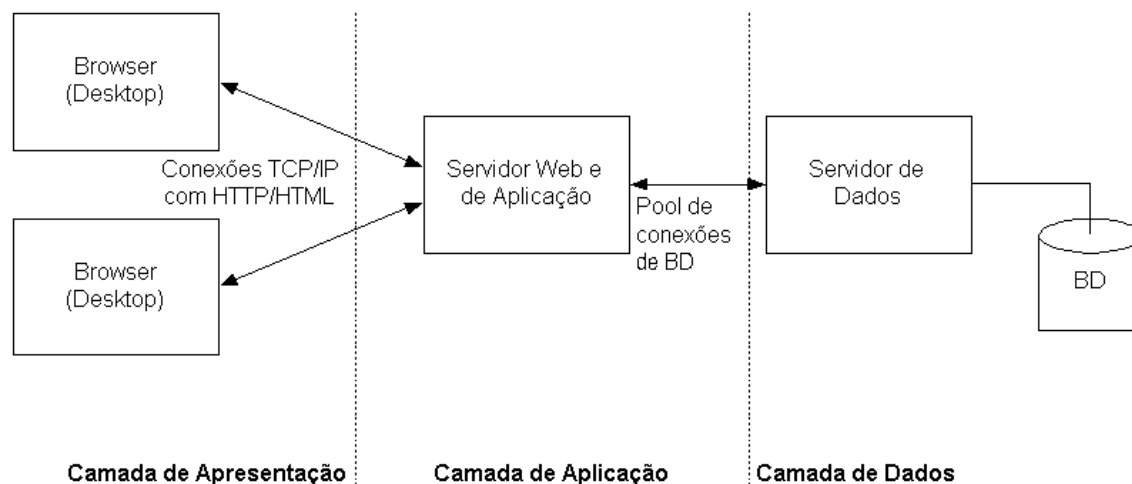 Browser
(Desktop)
Conexões TCP/IP
com HTTP/HTML
Browser
(Desktop)
Servidor Web e
de Aplicação
Pool de
conexões
de BD
Servidor de
Dados
BD
Camada de Apresentação
Camada de Aplicação
Camada de Dados